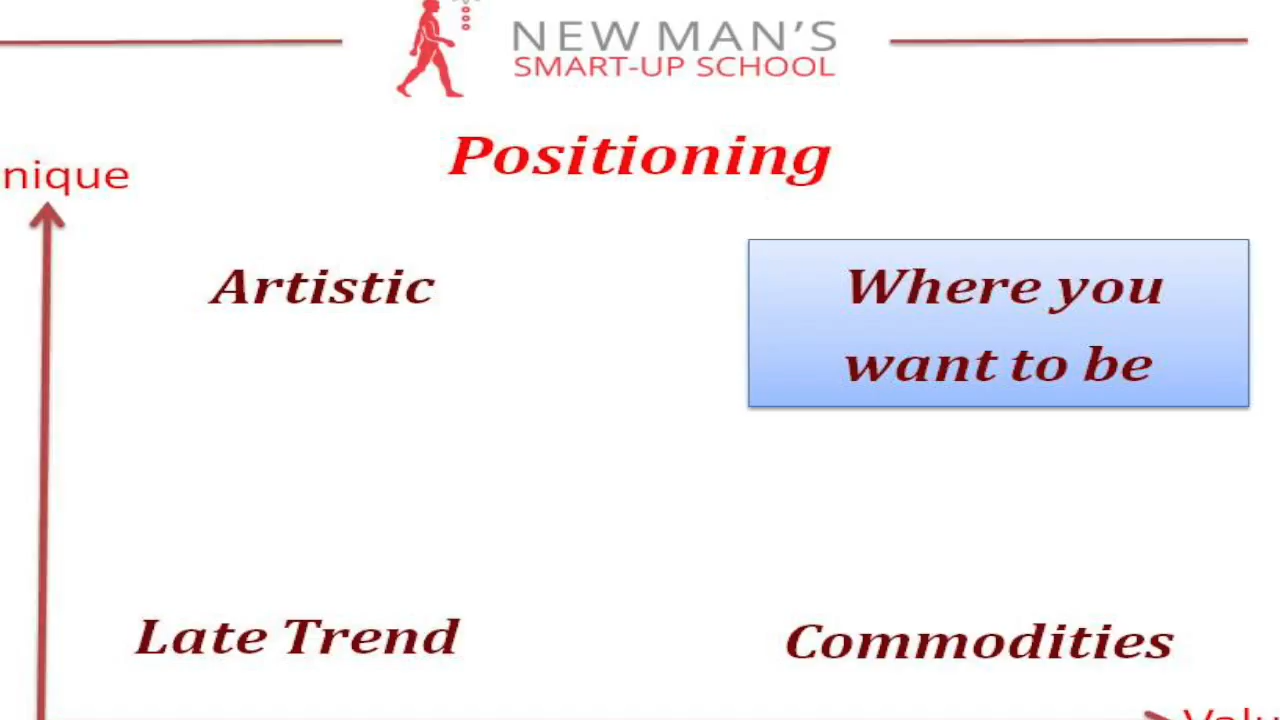 NEW MAN'S
SMART-UP SCHOOL
Positioning
nique
Artistic
Where you
want to be
Late Trend
Commodities